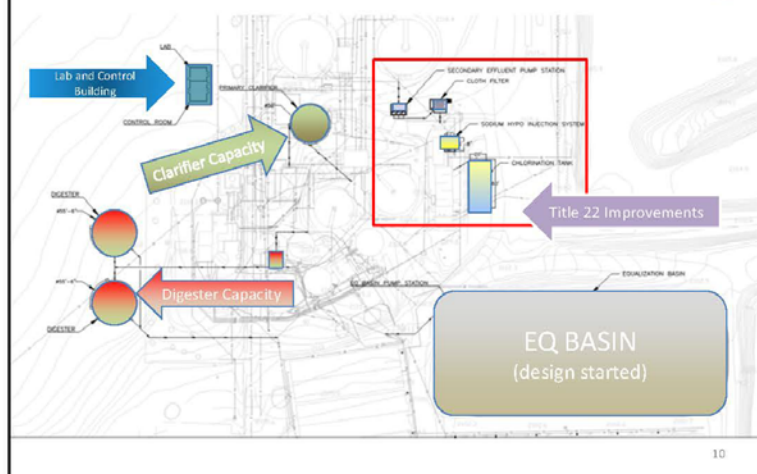 LAB
Lab and Control
Building
CONTROL ROOM
PRIMARY CLARIFIER
Clarifier Capacity
SECONDARY EFFLUENT PUMP STATION
CLOTH FILTER
SODIUM HYPO INJECTION SYSTEM
CHLORINATION TANK
Title 22 Improvements
DIGESTER
Digester Capacity
DIGESTER
EQ BASIN PUMP STATION
EQUALIZATION BASIN
EQ BASIN
(design started)
10